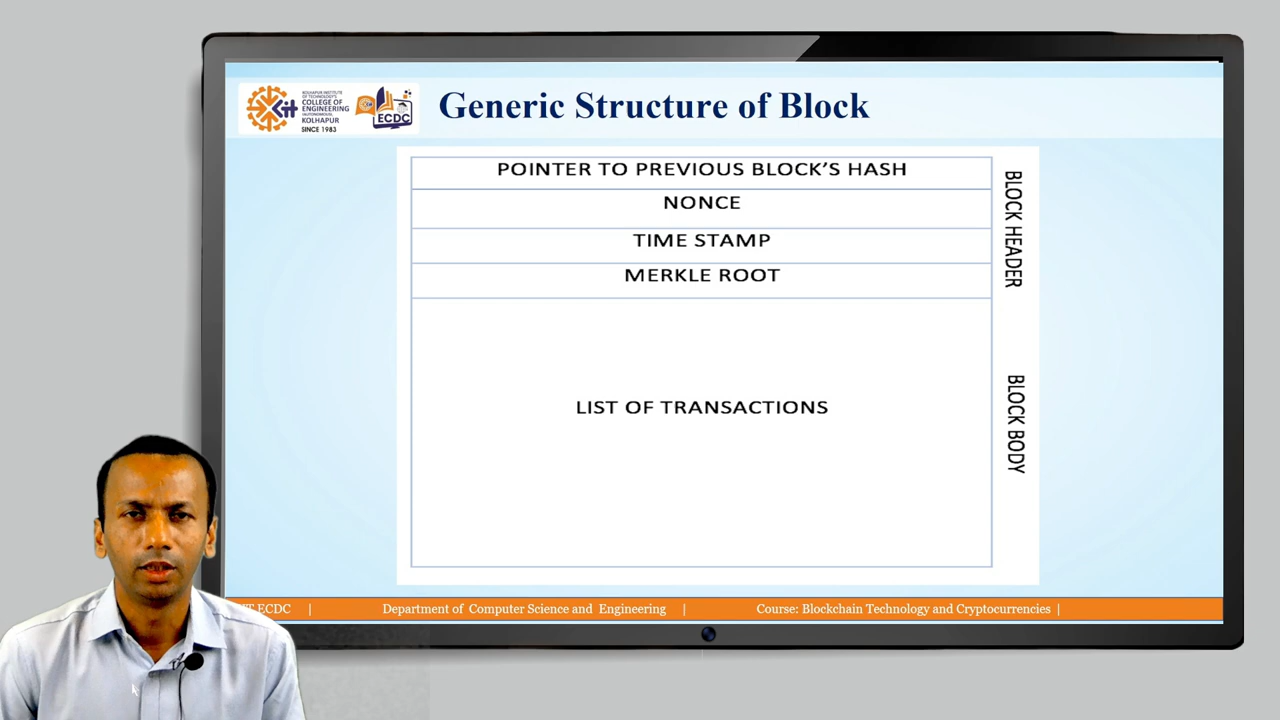 KOLHAPUR INSTITUTE
OF TECHNOLOGY'S
COLLEGE OF
ENGINEERING
(AUTONOMOUS),
KOLHAPUR
SINCE 1983
ECDC
Generic Structure of Block
POINTER TO PREVIOUS BLOCK'S HASH
NONCE
TIME STAMP
MERKLE ROOT
BLOCK HEADER
LIST OF TRANSACTIONS
BLOCK BODY
ECDC | Department of Computer Science and Engineering | Course: Blockchain Technology and Cryptocurrencies |